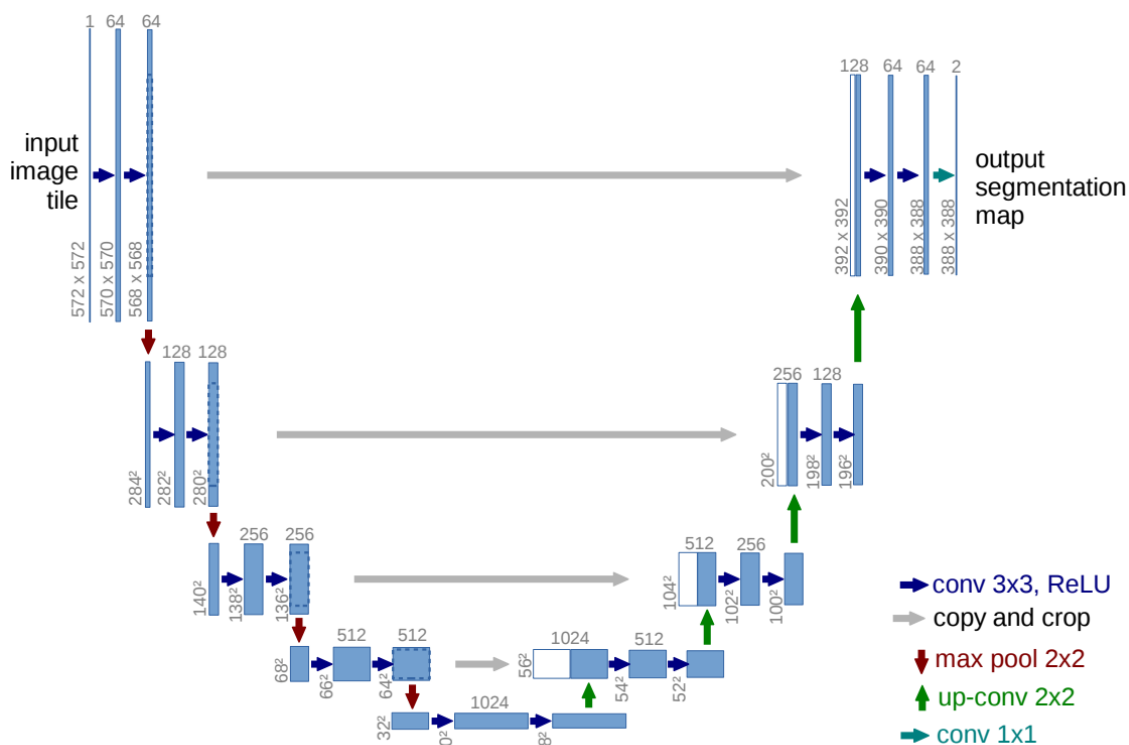 1 64 64
128 64 64 2
input
image
tile
output
segmentation
map
572 x 572
570 x 570
568 x 568
392 x 392
390 x 390
388 x 388
388 x 388
128 128
256 128
284²
282²
280²
200²
198²
196²
256 256
512 256
140²
138²
136²
104²
102²
100²
512 512
1024 512
68²
66²
64²
56²
54²
52²
1024
32²
0²
8²
conv 3x3, ReLU
copy and crop
max pool 2x2
up-conv 2x2
conv 1x1